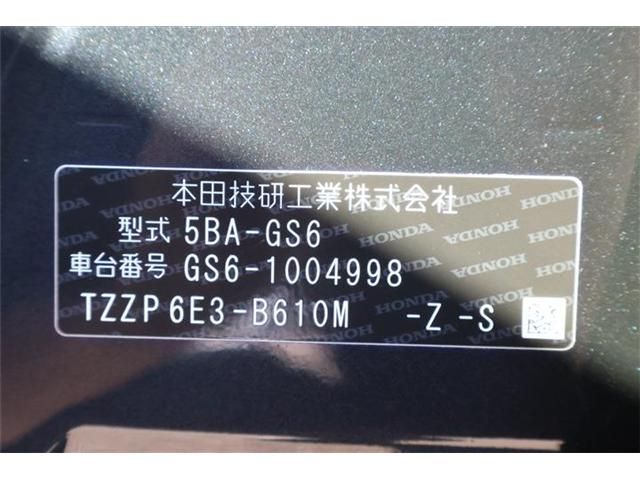 本田技研工業株式会社
型式 5BA-GS6
車台番号 GS6-1004998
TZZP 6E3-B610M -Z -S